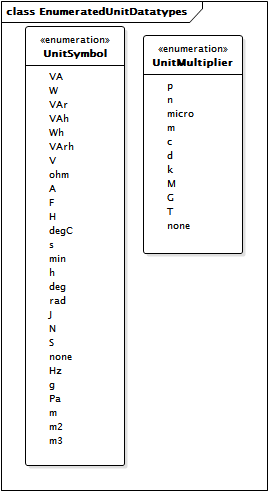 class EnumeratedUnitDatatypes
«enumeration»
UnitSymbol
VA
W
VAr
VAh
Wh
VArh
V
ohm
A
F
H
degC
s
min
h
deg
rad
J
N
S
none
Hz
g
Pa
m
m2
m3
«enumeration»
UnitMultiplier
p
n
micro
m
c
d
k
M
G
T
none